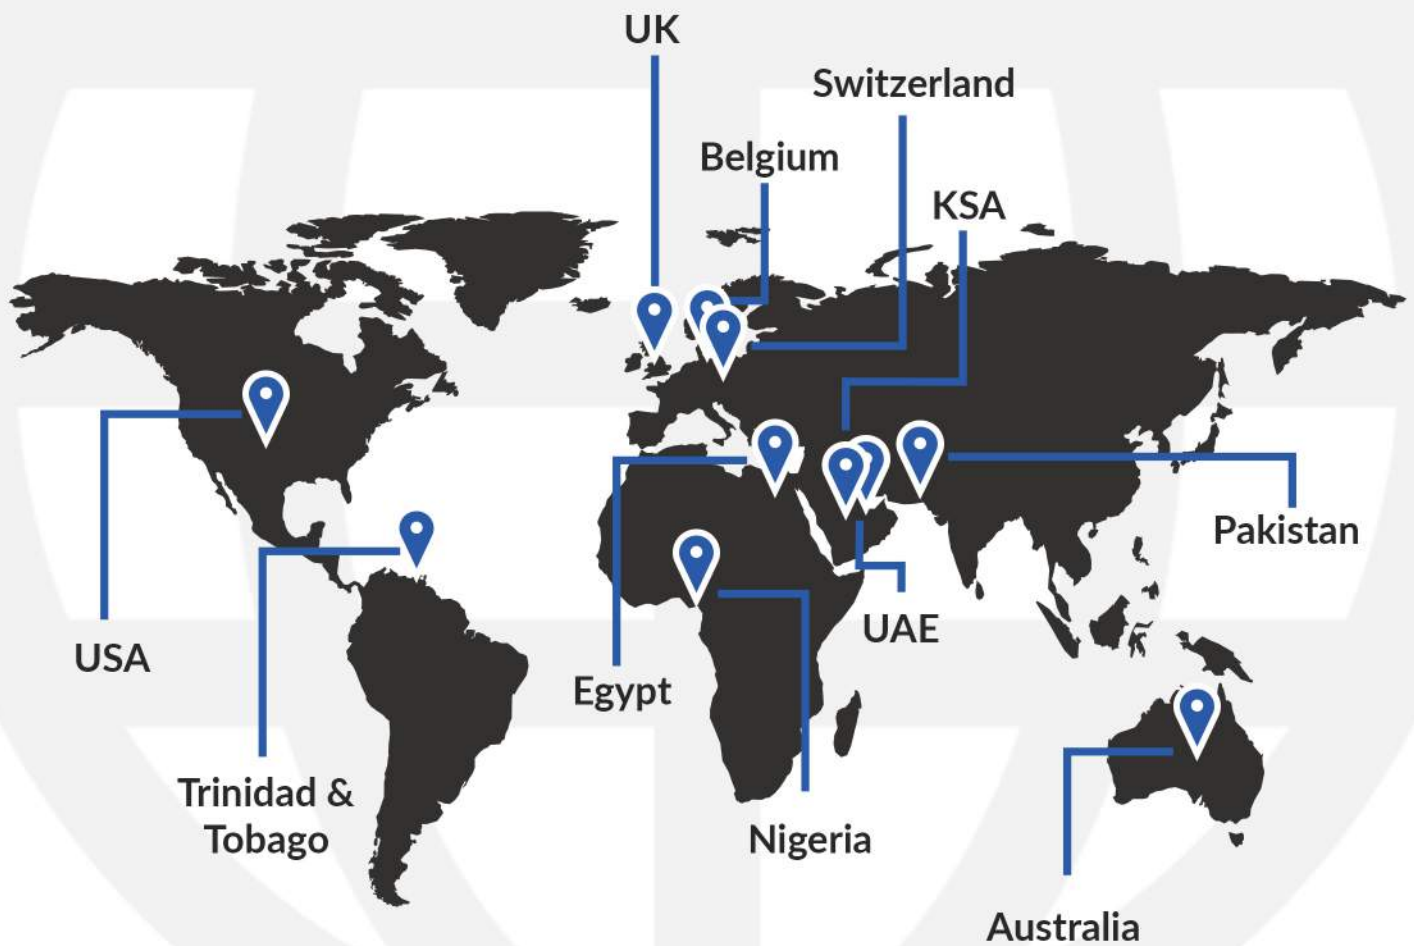 UK
Switzerland
Belgium
KSA
Pakistan
UAE
USA
Egypt
Trinidad &
Tobago
Nigeria
Australia